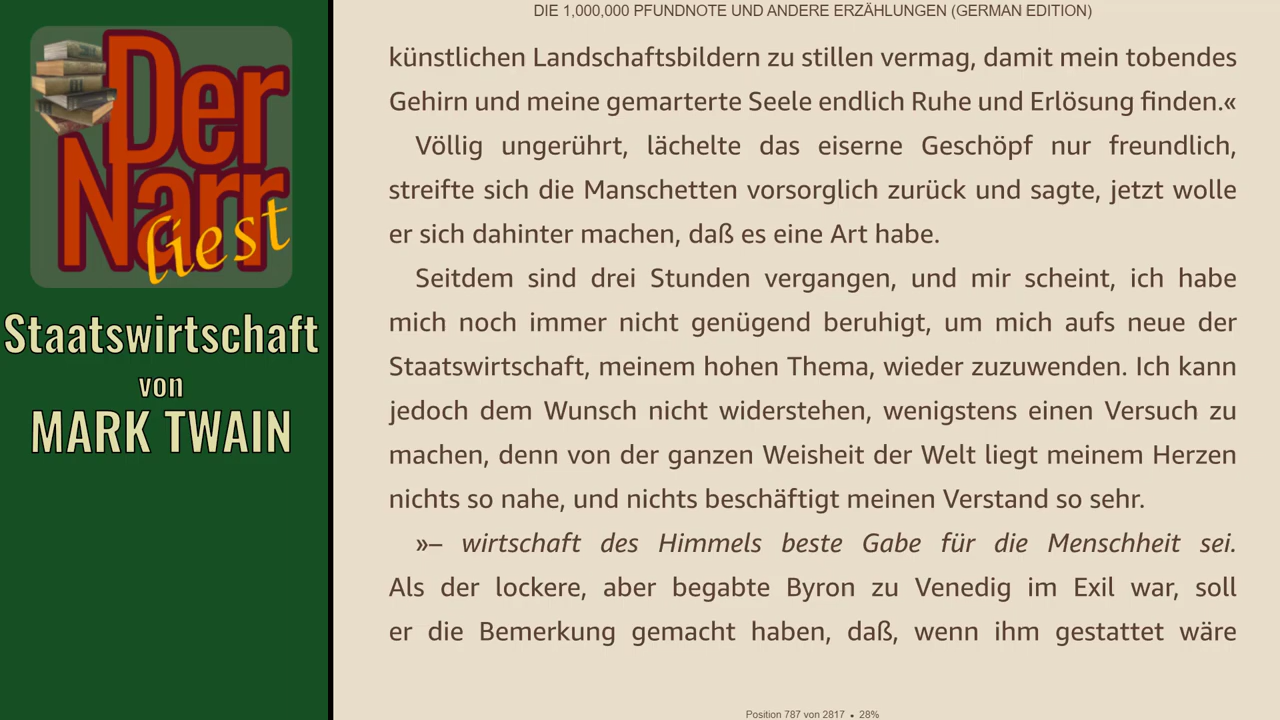 Der
Narr
liest
Staatswirtschaft
von
MARK TWAIN
DIE 1,000,000 PFUNDNOTE UND ANDERE ERZÄHLUNGEN (GERMAN EDITION)
künstlichen Landschaftsbildern zu stillen vermag, damit mein tobendes
Gehirn und meine gemarterte Seele endlich Ruhe und Erlösung finden.«
Völlig ungerührt, lächelte das eiserne Geschöpf nur freundlich,
streifte sich die Manschetten vorsorglich zurück und sagte, jetzt wolle
er sich dahinter machen, daß es eine Art habe.
Seitdem sind drei Stunden vergangen, und mir scheint, ich habe
mich noch immer nicht genügend beruhigt, um mich aufs neue der
Staatswirtschaft, meinem hohen Thema, wieder zuzuwenden. Ich kann
jedoch dem Wunsch nicht widerstehen, wenigstens einen Versuch zu
machen, denn von der ganzen Weisheit der Welt liegt meinem Herzen
nichts so nahe, und nichts beschäftigt meinen Verstand so sehr.
»– wirtschaft des Himmels beste Gabe für die Menschheit sei.
Als der lockere, aber begabte Byron zu Venedig im Exil war, soll
er die Bemerkung gemacht haben, daß, wenn ihm gestattet wäre
Position 787 von 2817 • 28%